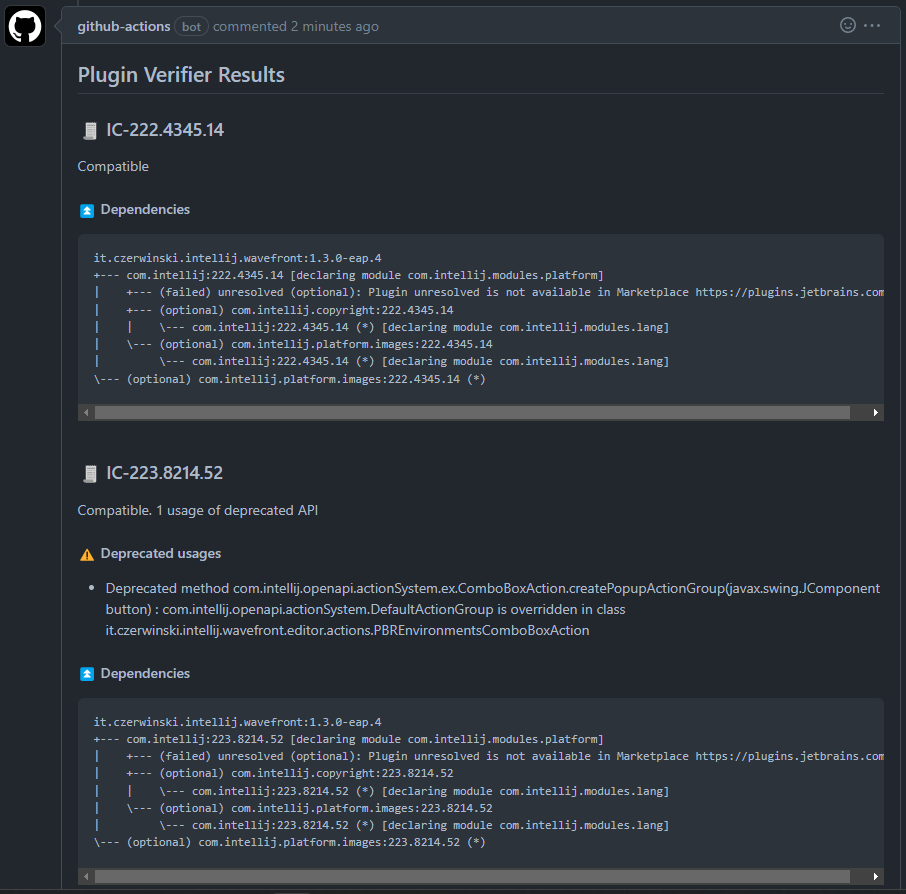 github-actions bot commented 2 minutes ago
Plugin Verifier Results
IC-222.4345.14
Compatible
Dependencies
it.czerwinski.intellij.wavefront:1.3.0-eap.4
+--- com.intellij:222.4345.14 [declaring module com.intellij.modules.platform]
|    +--- (failed) unresolved (optional): Plugin unresolved is not available in Marketplace https://plugins.jetbrains.com
|    +--- (optional) com.intellij.copyright:222.4345.14
|    |    \--- com.intellij:222.4345.14 (*) [declaring module com.intellij.modules.lang]
|    \--- (optional) com.intellij.platform.images:222.4345.14
|         \--- com.intellij:222.4345.14 (*) [declaring module com.intellij.modules.lang]
\--- (optional) com.intellij.platform.images:222.4345.14 (*)
IC-223.8214.52
Compatible. 1 usage of deprecated API
Deprecated usages
• Deprecated method com.intellij.openapi.actionSystem.ex.ComboBoxAction.createPopupActionGroup(javax.swing.JComponent
button) : com.intellij.openapi.actionSystem.DefaultActionGroup is overridden in class
it.czerwinski.intellij.wavefront.editor.actions.PBREnvironmentsComboBoxAction
Dependencies
it.czerwinski.intellij.wavefront:1.3.0-eap.4
+--- com.intellij:223.8214.52 [declaring module com.intellij.modules.platform]
|    +--- (failed) unresolved (optional): Plugin unresolved is not available in Marketplace https://plugins.jetbrains.com
|    +--- (optional) com.intellij.copyright:223.8214.52
|    |    \--- com.intellij:223.8214.52 (*) [declaring module com.intellij.modules.lang]
|    \--- (optional) com.intellij.platform.images:223.8214.52
|         \--- com.intellij:223.8214.52 (*) [declaring module com.intellij.modules.lang]
\--- (optional) com.intellij.platform.images:223.8214.52 (*)